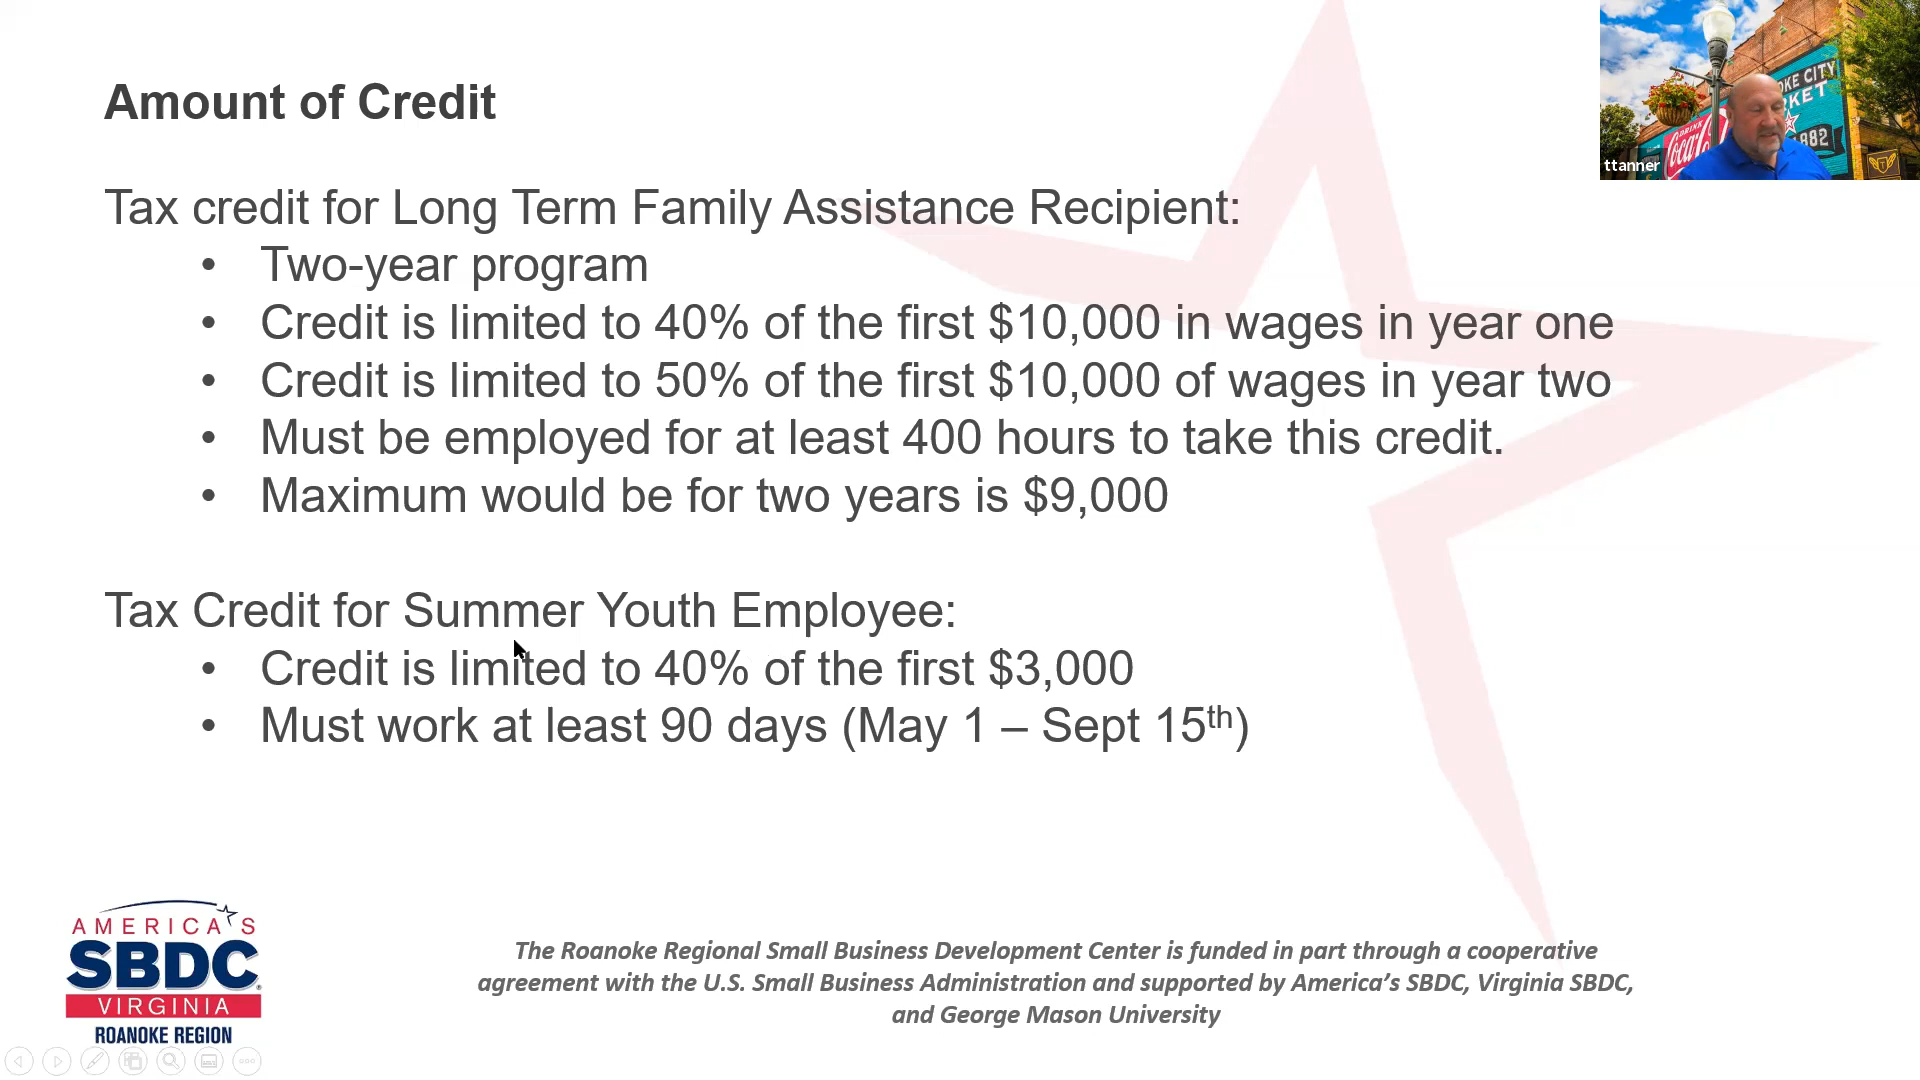 Amount of Credit
Tax credit for Long Term Family Assistance Recipient:
• Two-year program
• Credit is limited to 40% of the first $10,000 in wages in year one
• Credit is limited to 50% of the first $10,000 of wages in year two
• Must be employed for at least 400 hours to take this credit.
• Maximum would be for two years is $9,000
Tax Credit for Summer Youth Employee:
• Credit is limited to 40% of the first $3,000
• Must work at least 90 days (May 1 – Sept 15th)
OKE CITY
RKET
DRINK
Coca
1882
ttanner
AMERICA'S
SBDC
VIRGINIA
ROANOKE REGION
The Roanoke Regional Small Business Development Center is funded in part through a cooperative
agreement with the U.S. Small Business Administration and supported by America's SBDC, Virginia SBDC,
and George Mason University